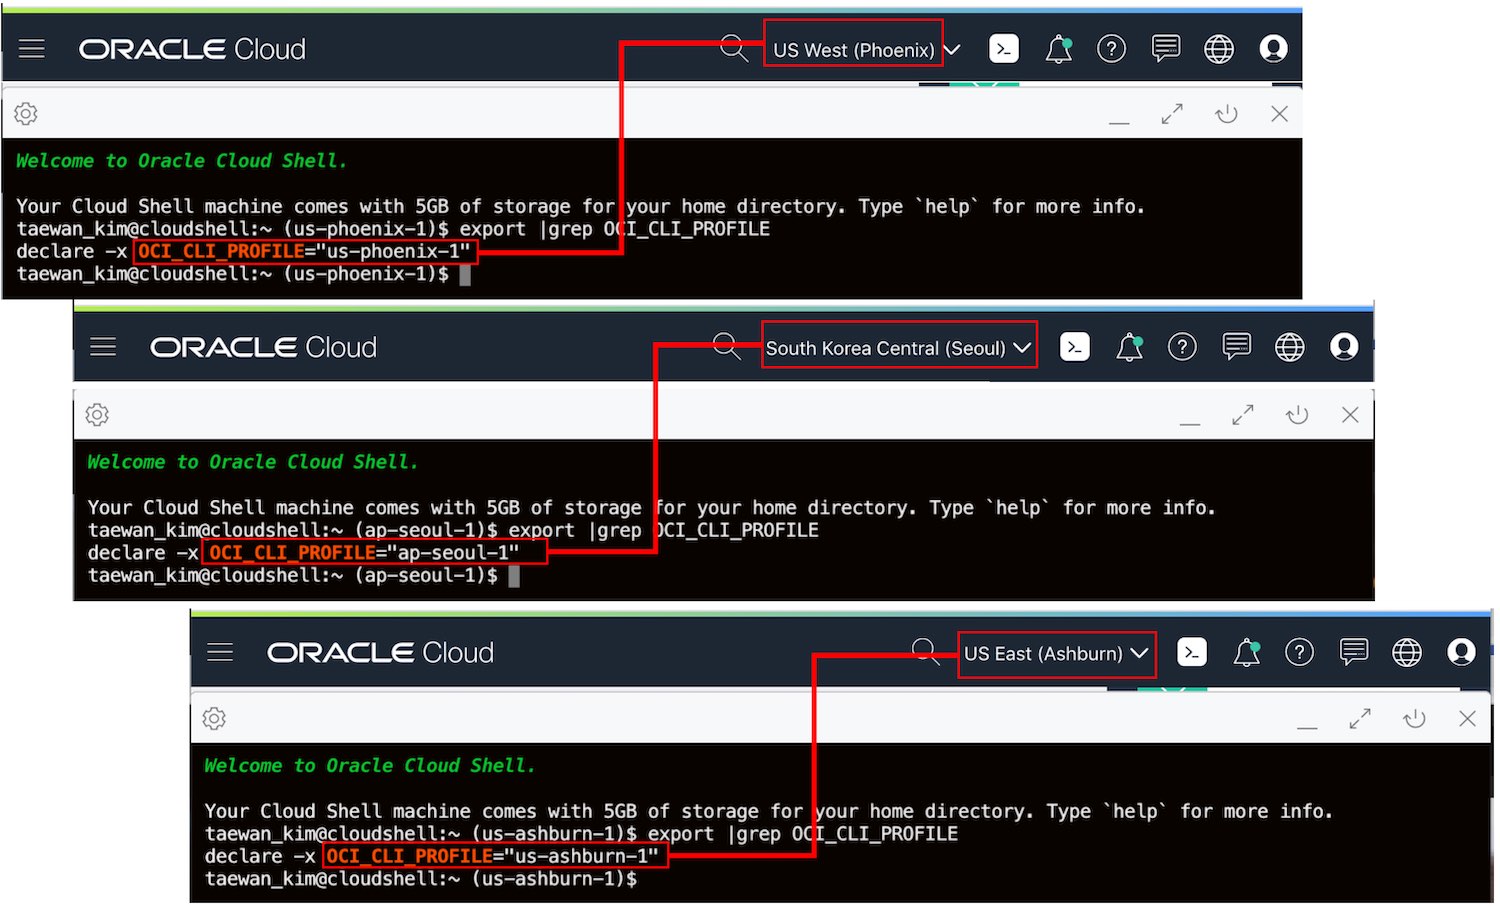 ORACLE Cloud US West (Phoenix)
Welcome to Oracle Cloud Shell.
Your Cloud Shell machine comes with 5GB of storage for your home directory. Type `help` for more info.
taewan_kim@cloudshell:~ (us-phoenix-1)$ export |grep OCI_CLI_PROFILE
declare -x OCI_CLI_PROFILE="us-phoenix-1"
taewan_kim@cloudshell:~ (us-phoenix-1)$
ORACLE Cloud South Korea Central (Seoul)
Welcome to Oracle Cloud Shell.
Your Cloud Shell machine comes with 5GB of storage for your home directory. Type `help` for more info.
taewan_kim@cloudshell:~ (ap-seoul-1)$ export |grep OCI_CLI_PROFILE
declare -x OCI_CLI_PROFILE="ap-seoul-1"
taewan_kim@cloudshell:~ (ap-seoul-1)$
ORACLE Cloud US East (Ashburn)
Welcome to Oracle Cloud Shell.
Your Cloud Shell machine comes with 5GB of storage for your home directory. Type `help` for more info.
taewan_kim@cloudshell:~ (us-ashburn-1)$ export |grep OCI_CLI_PROFILE
declare -x OCI_CLI_PROFILE="us-ashburn-1"
taewan_kim@cloudshell:~ (us-ashburn-1)$